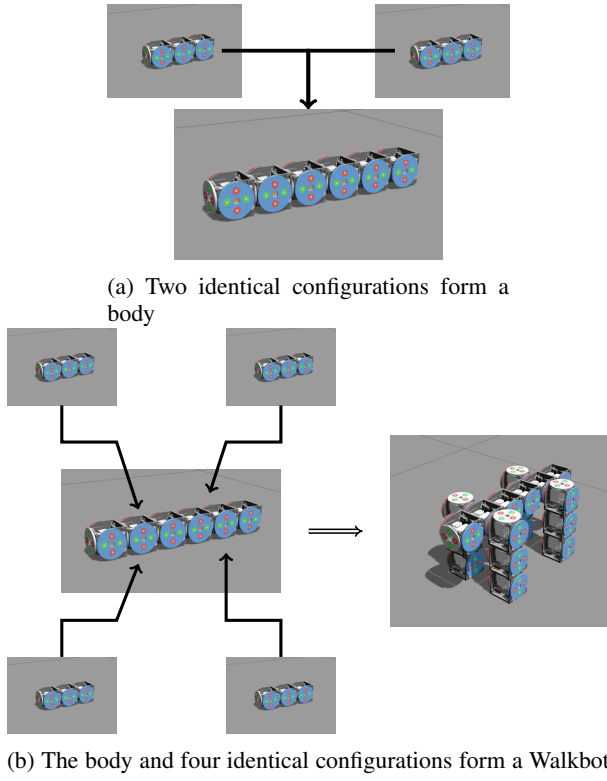 (a) Two identical configurations form a
body
(b) The body and four identical configurations form a Walkbot